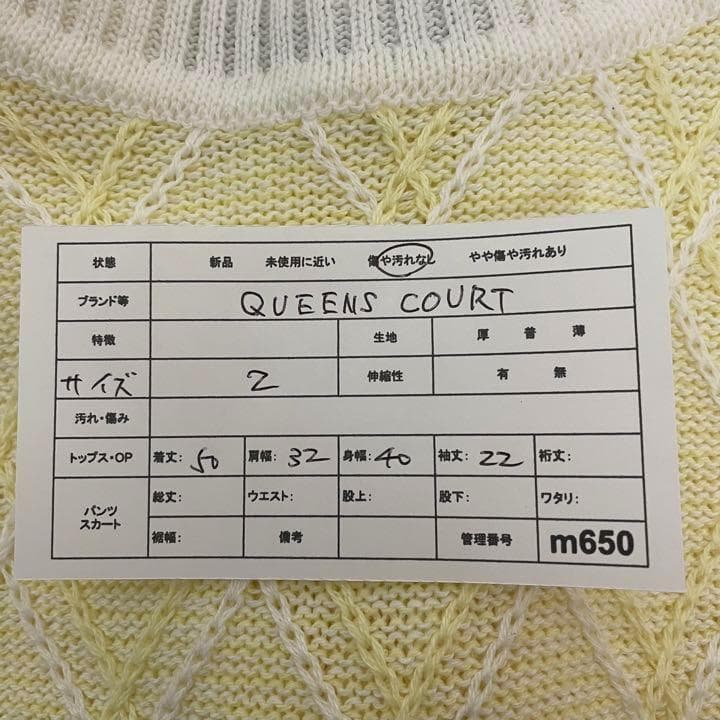 状態 新品 未使用に近い 傷や汚れなし やや傷や汚れあり
ブランド等 QUEENS COURT
特徴 生地 厚 普 薄
サイズ 2 伸縮性 有 無
汚れ・傷み
トップス・OP 着丈: 50 肩幅: 32 身幅: 40 袖丈: 22 裄丈:
パンツ スカート 総丈: ウエスト: 股上: 股下: ワタリ:
裾幅: 備考 管理番号 m650